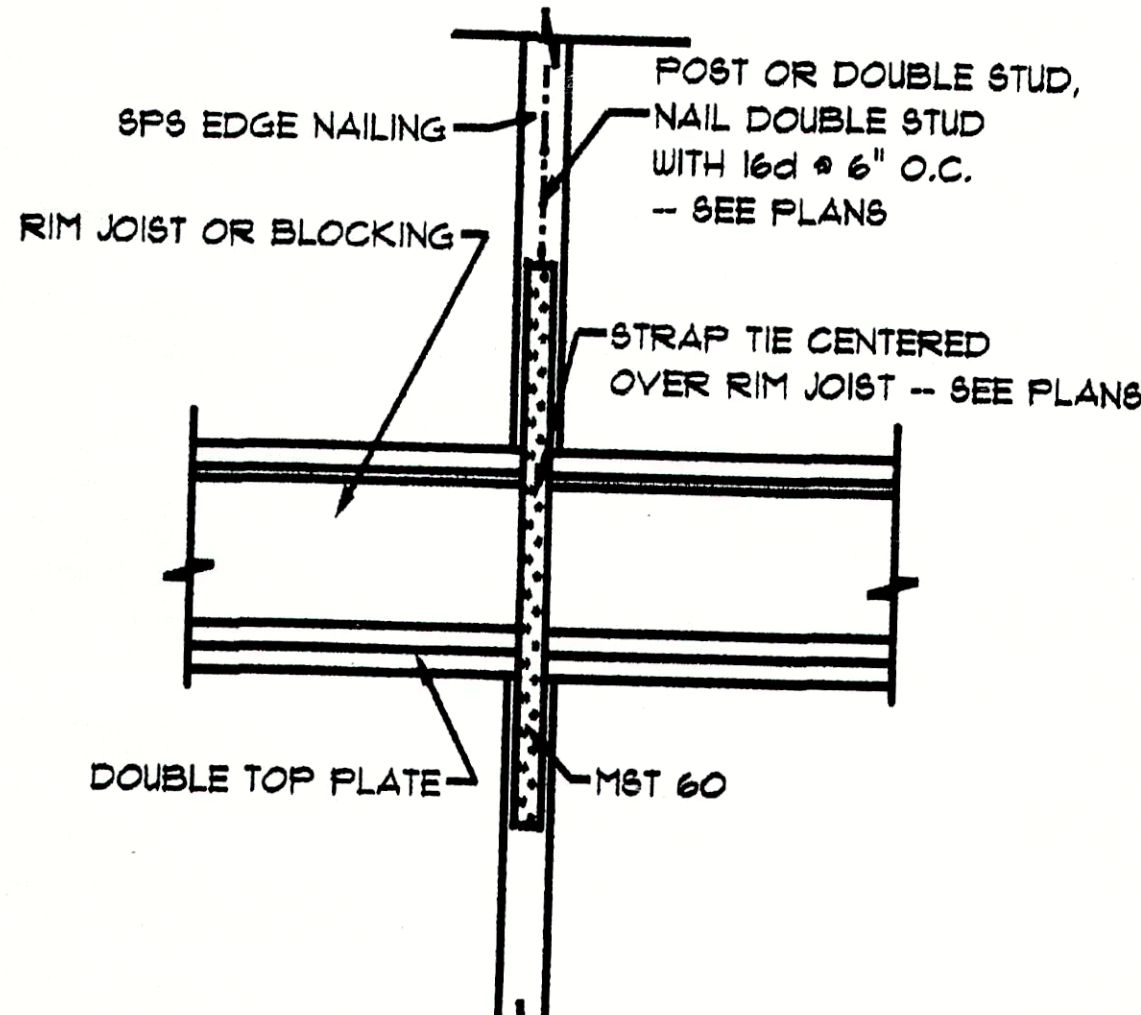 SPS EDGE NAILING
POST OR DOUBLE STUD,
NAIL DOUBLE STUD
WITH 16d @ 6" O.C.
-- SEE PLANS
RIM JOIST OR BLOCKING
STRAP TIE CENTERED
OVER RIM JOIST -- SEE PLANS
DOUBLE TOP PLATE
MST 60